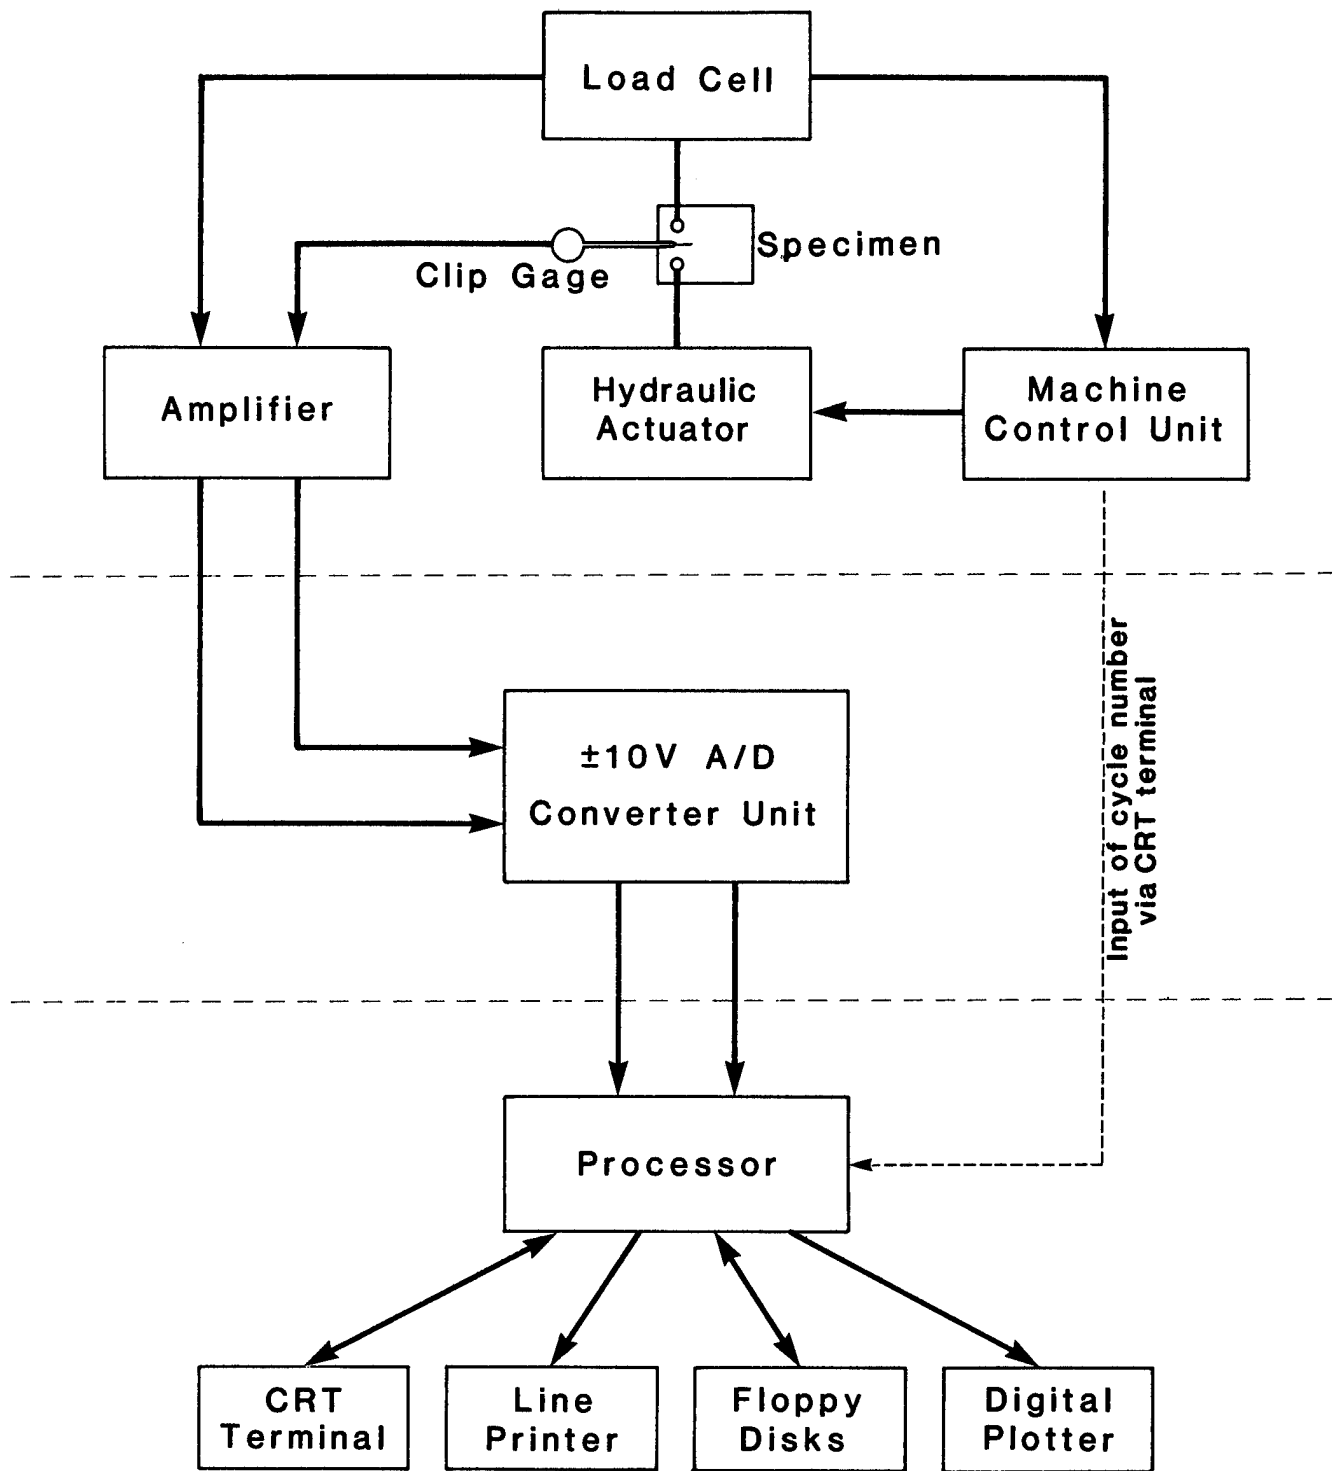 Load Cell
Specimen
Clip Gage
Amplifier
Hydraulic
Actuator
Machine
Control Unit
Input of cycle number
via CRT terminal
±10V A/D
Converter Unit
Processor
CRT
Terminal
Line
Printer
Floppy
Disks
Digital
Plotter